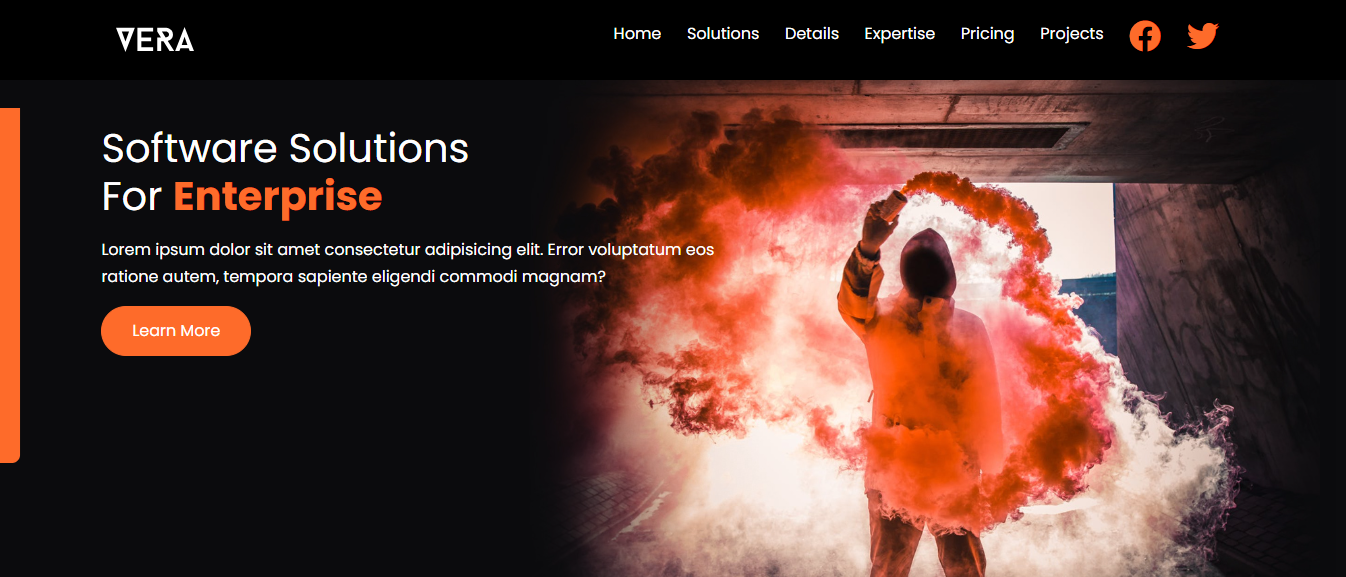 VERA
Home Solutions Details Expertise Pricing Projects
Software Solutions
For Enterprise
Lorem ipsum dolor sit amet consectetur adipisicing elit. Error voluptatum eos
ratione autem, tempora sapiente eligendi commodi magnam?
Learn More